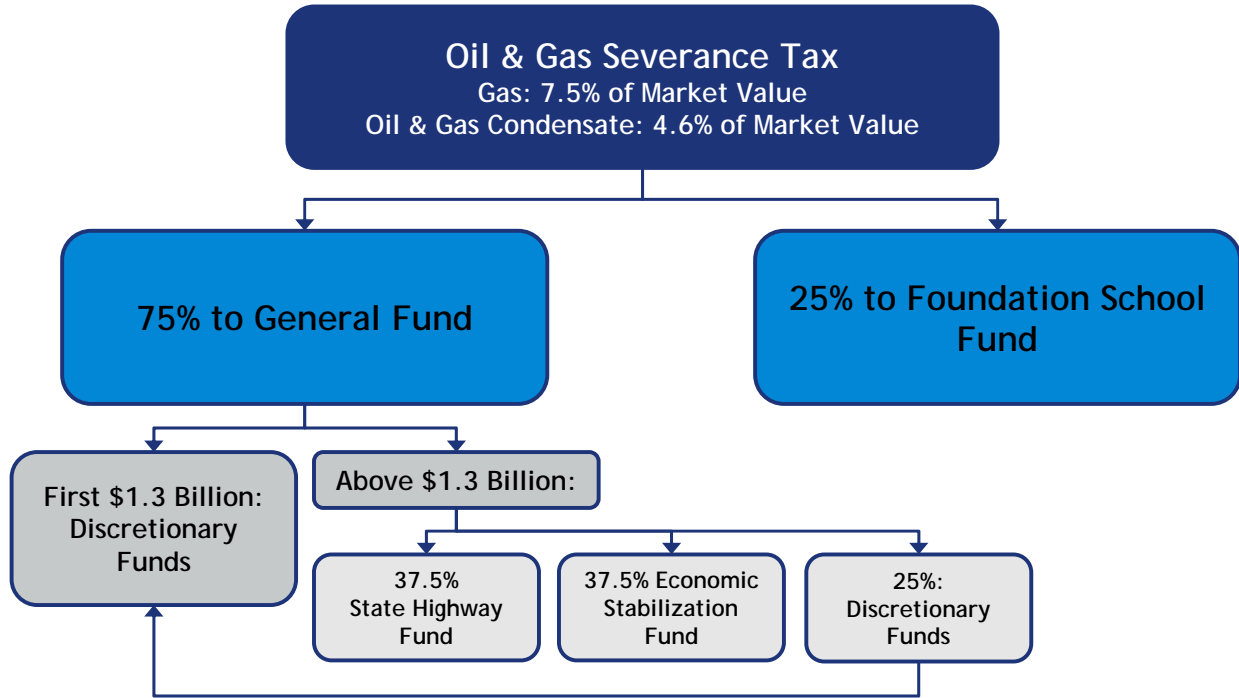 Oil & Gas Severance Tax
Gas: 7.5% of Market Value
Oil & Gas Condensate: 4.6% of Market Value
75% to General Fund
25% to Foundation School
Fund
First $1.3 Billion:
Discretionary
Funds
Above $1.3 Billion:
37.5%
State Highway
Fund
37.5% Economic
Stabilization
Fund
25%:
Discretionary
Funds